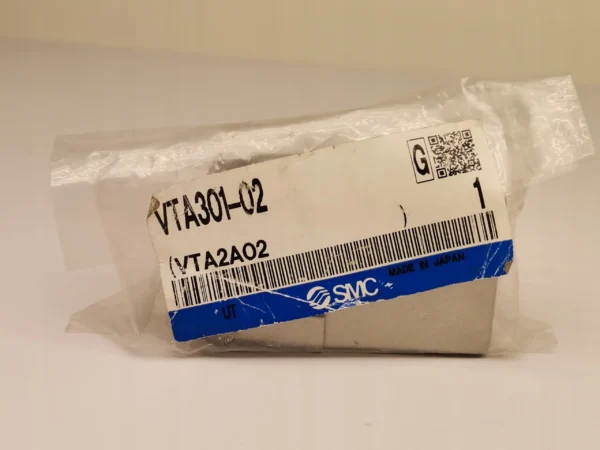 G
VTA301-02
1
(VTA2A02 )
MADE IN JAPAN
UT
SMC